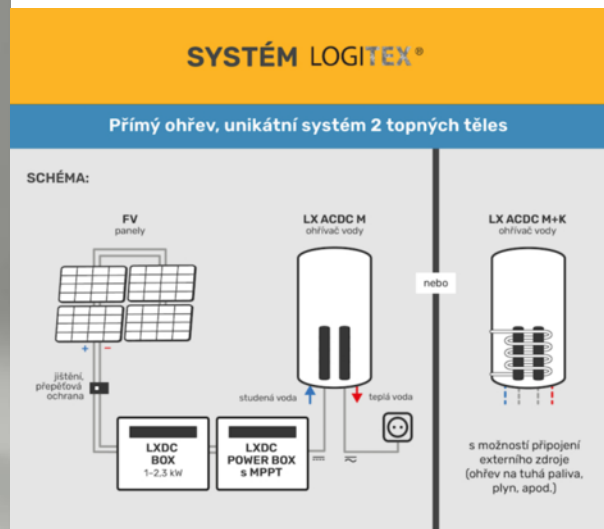 SYSTÉM LOGITEX®
Přímý ohřev, unikátní systém 2 topných těles
SCHÉMA:
FV
panely
LX ACDC M
ohřívač vody
LX ACDC M+K
ohřívač vody
nebo
+ −
jištění,
přepěťová
ochrana
studená voda
teplá voda
LXDC
BOX
1–2,3 kW
LXDC
POWER BOX
s MPPT
s možností připojení
externího zdroje
(ohřev na tuhá paliva,
plyn, apod.)